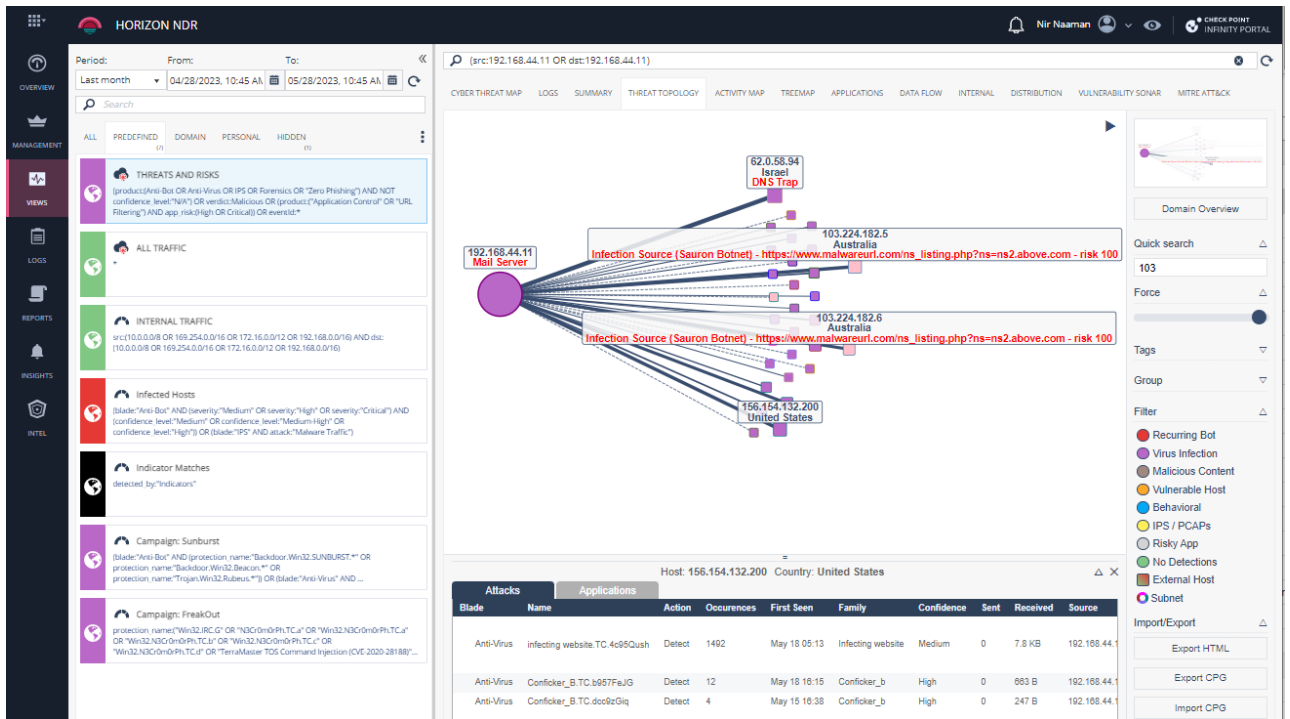 HORIZON NDR
Nir Naaman
CHECK POINT
INFINITY PORTAL
OVERVIEW
MANAGEMENT
VIEWS
LOGS
REPORTS
INSIGHTS
INTEL
Period: From: To:
Last month 04/28/2023, 10:45 AM 05/28/2023, 10:45 AM
Search
ALL PREDEFINED DOMAIN PERSONAL HIDDEN
(7) (1)
THREATS AND RISKS
(product:(Anti-Bot OR Anti-Virus OR IPS OR Forensics OR "Zero Phishing") AND NOT
confidence_level:"N/A") OR verdict:Malicious OR (product:("Application Control" OR "URL
Filtering") AND app_risk:(High OR Critical)) OR eventId:*
ALL TRAFFIC
*
INTERNAL TRAFFIC
src:(10.0.0.0/8 OR 169.254.0.0/16 OR 172.16.0.0/12 OR 192.168.0.0/16) AND dst:
(10.0.0.0/8 OR 169.254.0.0/16 OR 172.16.0.0/12 OR 192.168.0.0/16)
Infected Hosts
(blade:"Anti-Bot" AND (severity:"Medium" OR severity:"High" OR severity:"Critical") AND
(confidence_level:"Medium" OR confidence_level:"Medium-High" OR
confidence_level:"High")) OR (blade:"IPS" AND attack:"Malware Traffic")
Indicator Matches
detected_by:"Indicators"
Campaign: Sunburst
(blade:"Anti-Bot" AND (protection_name:"Backdoor.Win32.SUNBURST.*" OR
protection_name:"Backdoor.Win32.Beacon.*" OR
protection_name:"Trojan.Win32.Rubeus.*")) OR (blade:"Anti-Virus" AND ...
Campaign: FreakOut
protection_name:("Win32.IRC.G" OR "N3Cr0m0rPh.TC.a" OR "Win32.N3Cr0m0rPh.TC.a"
OR "Win32.N3Cr0m0rPh.TC.b" OR "Win32.N3Cr0m0rPh.TC.c" OR
"Win32.N3Cr0m0rPh.TC.d" OR "TerraMaster TOS Command Injection (CVE-2020-28188)"...
(src:192.168.44.11 OR dst:192.168.44.11)
CYBER THREAT MAP LOGS SUMMARY THREAT TOPOLOGY ACTIVITY MAP TREEMAP APPLICATIONS DATA FLOW INTERNAL DISTRIBUTION VULNERABILITY SONAR MITRE ATT&CK
62.0.58.94
Israel
DNS Trap
192.168.44.11
Mail Server
103.224.182.5
Australia
Infection Source (Sauron Botnet) - https://www.malwareurl.com/ns_listing.php?ns=ns2.above.com - risk 100
103.224.182.6
Australia
Infection Source (Sauron Botnet) - https://www.malwareurl.com/ns_listing.php?ns=ns2.above.com - risk 100
156.154.132.200
United States
Host: 156.154.132.200 Country: United States
Attacks Applications
Blade Name Action Occurences First Seen Family Confidence Sent Received Source
Anti-Virus infecting website.TC.4c95Qush Detect 1492 May 18 05:13 Infecting website Medium 0 7.8 KB 192.168.44.1
Anti-Virus Conficker_B.TC.b957FeJG Detect 12 May 18 16:15 Conficker_b High 0 663 B 192.168.44.1
Anti-Virus Conficker_B.TC.dcc9zGiq Detect 4 May 15 16:38 Conficker_b High 0 247 B 192.168.44.1
Domain Overview
Quick search
103
Force
Tags
Group
Filter
Recurring Bot
Virus Infection
Malicious Content
Vulnerable Host
Behavioral
IPS / PCAPs
Risky App
No Detections
External Host
Subnet
Import/Export
Export HTML
Export CPG
Import CPG